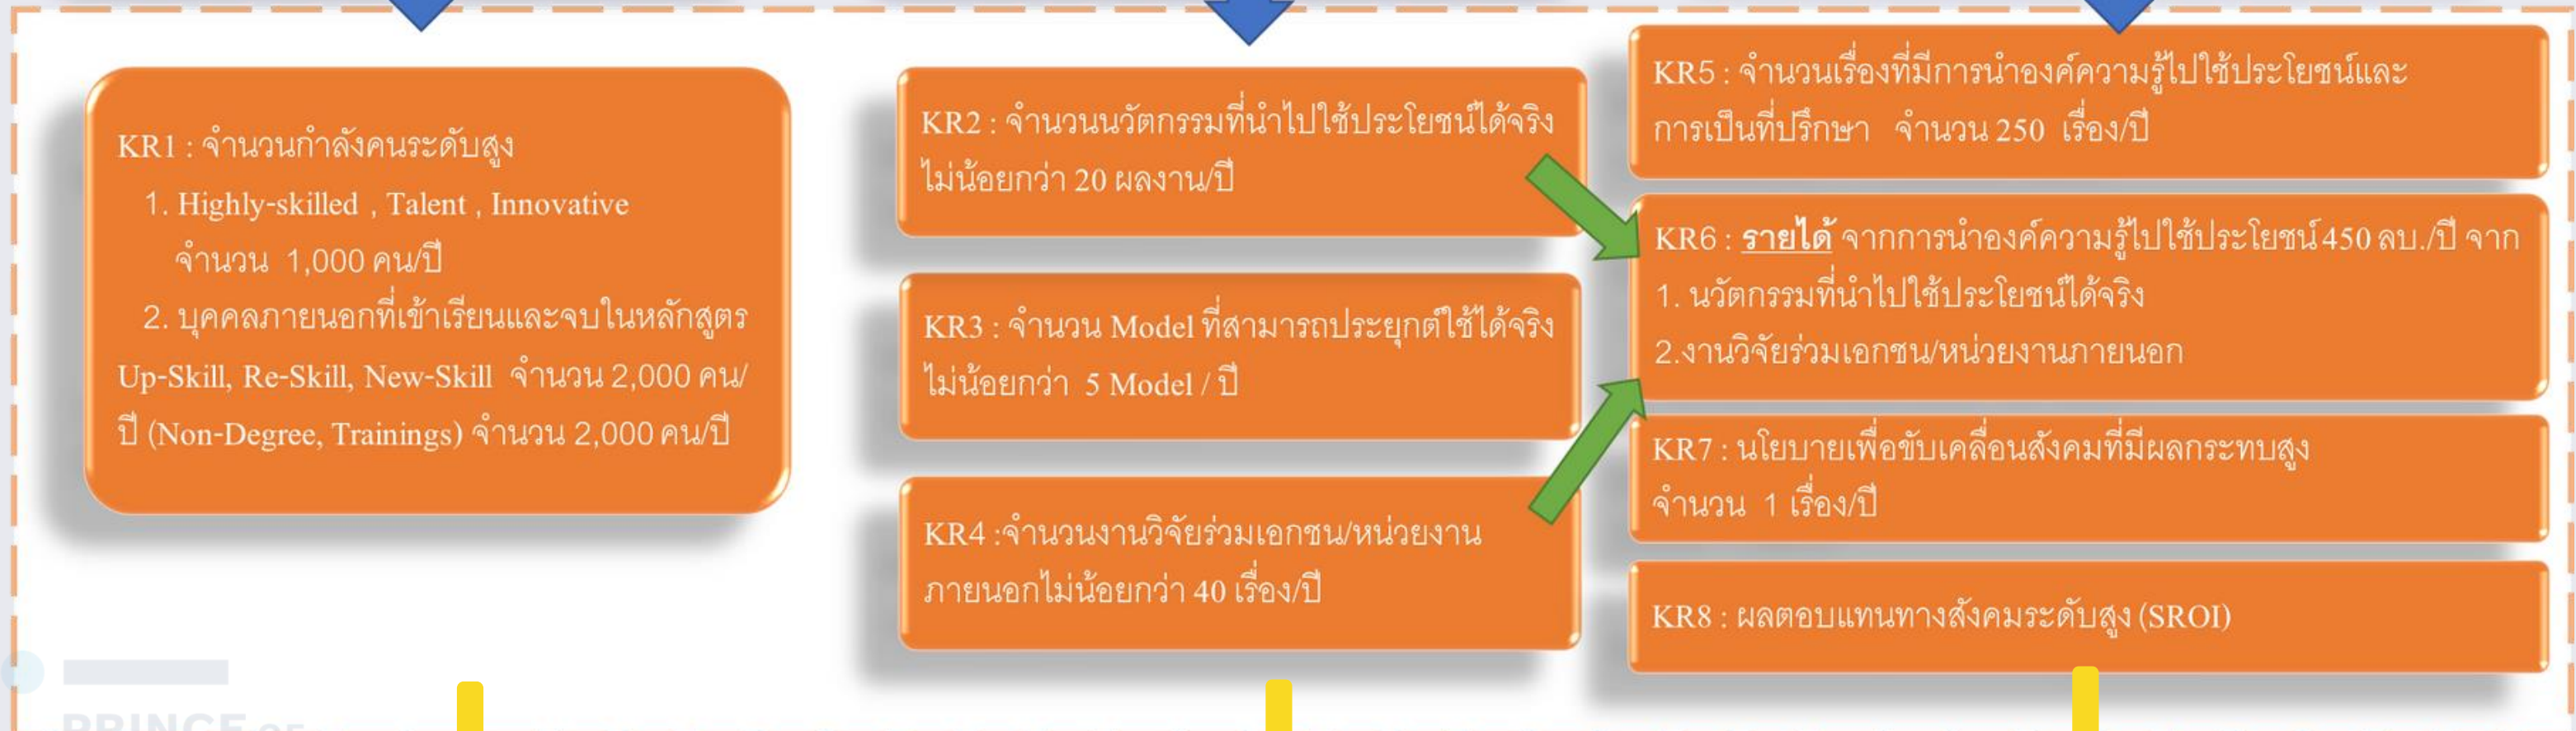 KR1 : จำนวนกำลังคนระดับสูง
1. Highly-skilled , Talent , Innovative
จำนวน 1,000 คน/ปี
2. บุคคลภายนอกที่เข้าเรียนและจบในหลักสูตร
Up-Skill, Re-Skill, New-Skill จำนวน 2,000 คน/
ปี (Non-Degree, Trainings) จำนวน 2,000 คน/ปี
KR2 : จำนวนนวัตกรรมที่นำไปใช้ประโยชน์ได้จริง
ไม่น้อยกว่า 20 ผลงาน/ปี
KR3 : จำนวน Model ที่สามารถประยุกต์ใช้ได้จริง
ไม่น้อยกว่า 5 Model / ปี
KR4 :จำนวนงานวิจัยร่วมเอกชน/หน่วยงาน
ภายนอกไม่น้อยกว่า 40 เรื่อง/ปี
KR5 : จำนวนเรื่องที่มีการนำองค์ความรู้ไปใช้ประโยชน์และ
การเป็นที่ปรึกษา จำนวน 250 เรื่อง/ปี
KR6 : รายได้ จากการนำองค์ความรู้ไปใช้ประโยชน์ 450 ลบ./ปี จาก
1. นวัตกรรมที่นำไปใช้ประโยชน์ได้จริง
2.งานวิจัยร่วมเอกชน/หน่วยงานภายนอก
KR7 : นโยบายเพื่อขับเคลื่อนสังคมที่มีผลกระทบสูง
จำนวน 1 เรื่อง/ปี
KR8 : ผลตอบแทนทางสังคมระดับสูง (SROI)
PRINCE OF